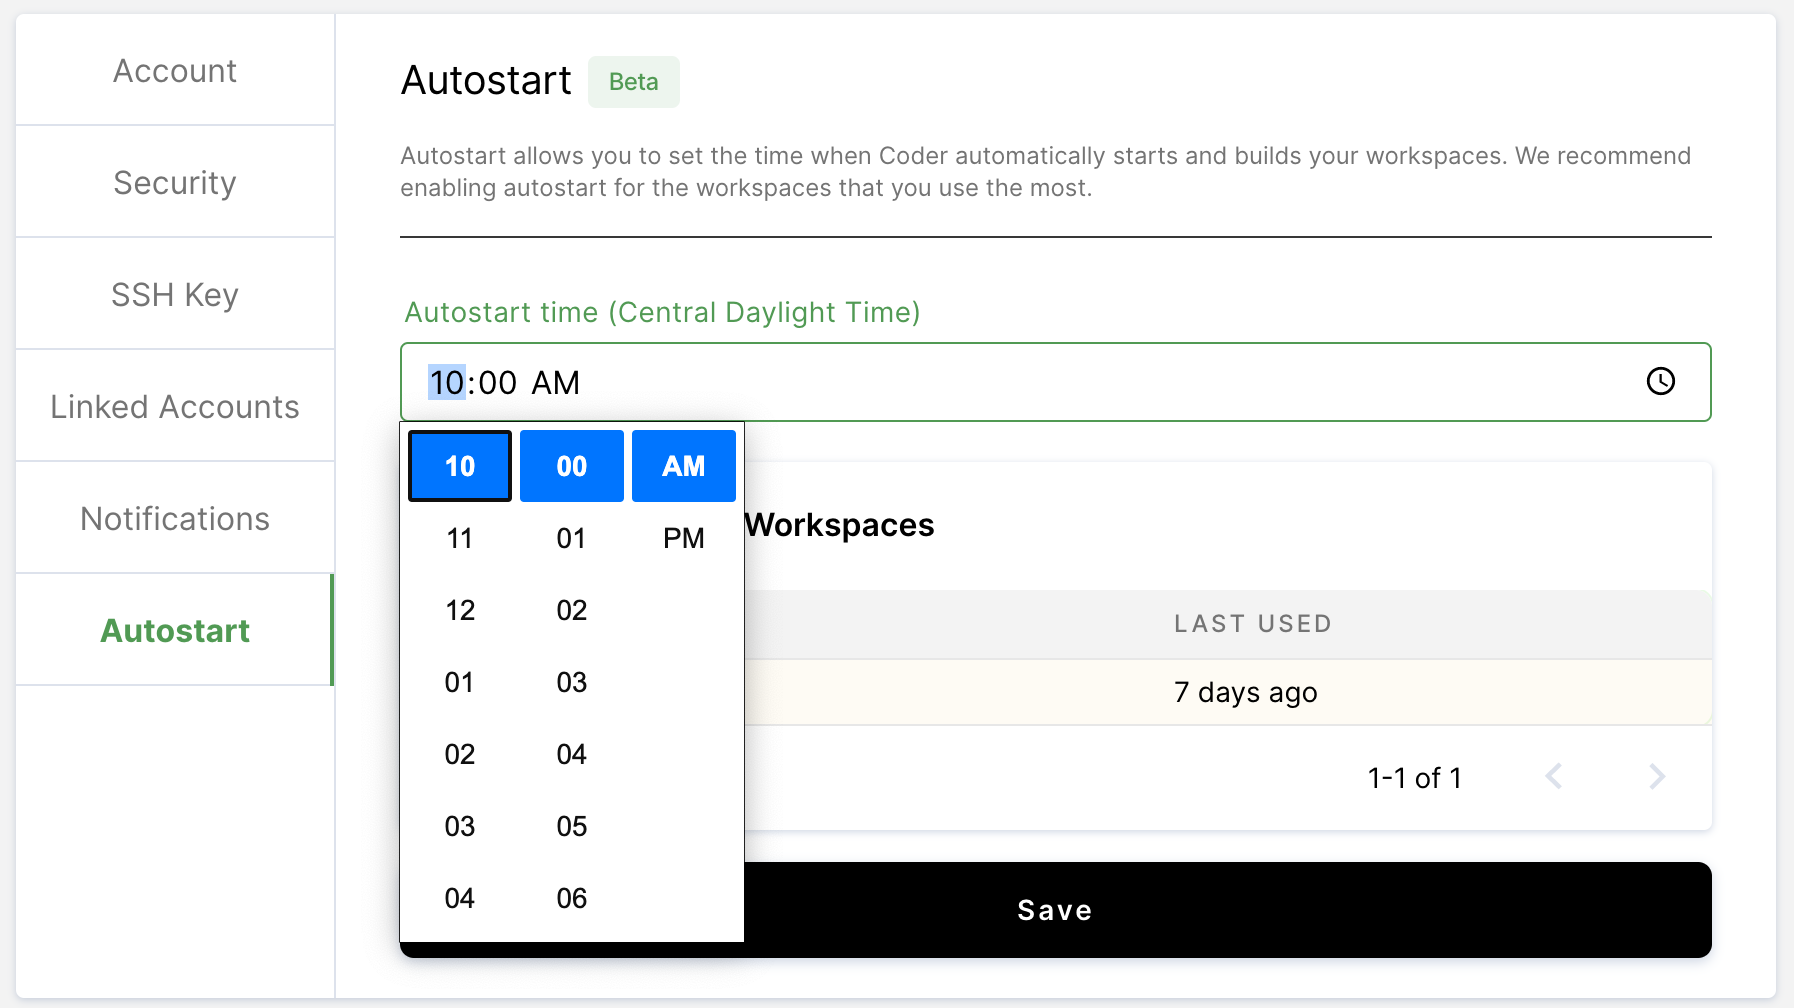 Account
Security
SSH Key
Linked Accounts
Notifications
Autostart
Autostart Beta
Autostart allows you to set the time when Coder automatically starts and builds your workspaces. We recommend
enabling autostart for the workspaces that you use the most.
Autostart time (Central Daylight Time)
10:00 AM
10 00 AM
11 01 PM
12 02
01 03
02 04
03 05
04 06
Workspaces
LAST USED
7 days ago
1-1 of 1
Save